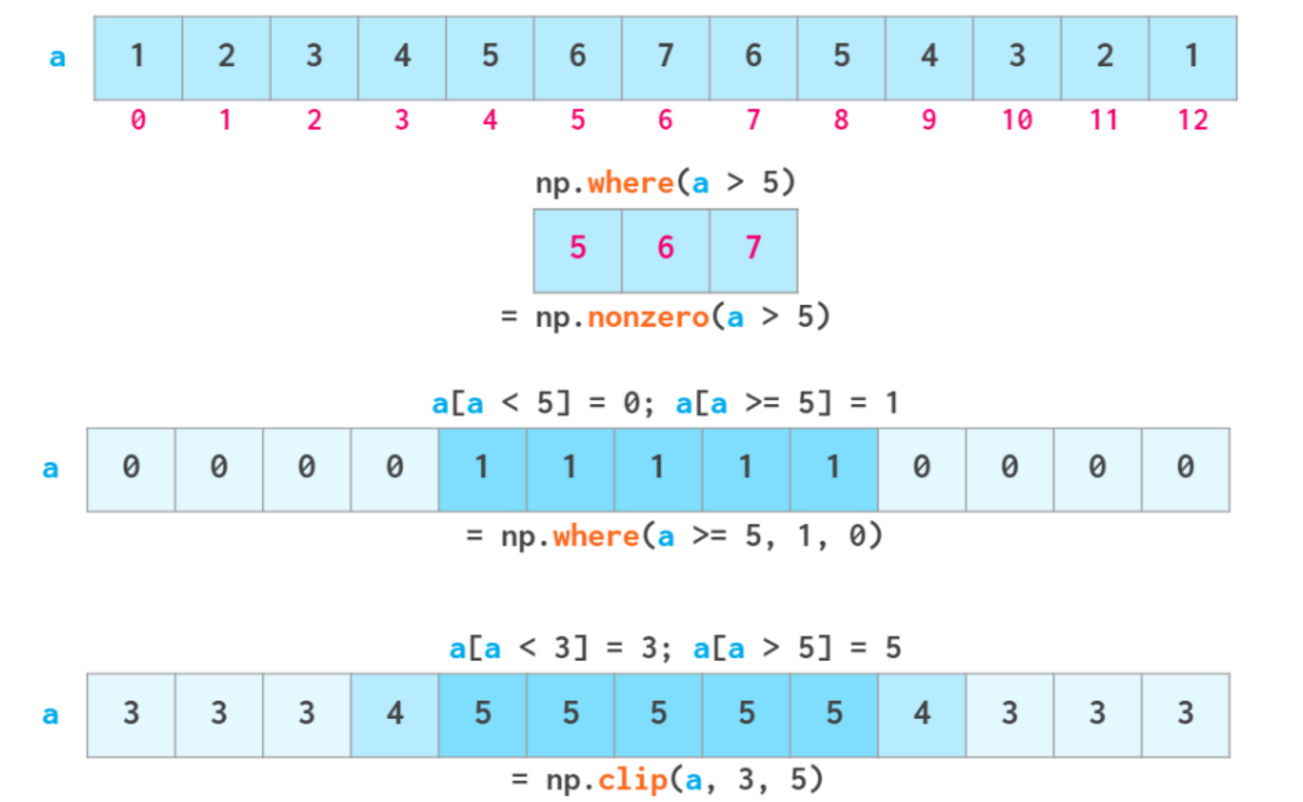 a 1 2 3 4 5 6 7 6 5 4 3 2 1
0 1 2 3 4 5 6 7 8 9 10 11 12
np.where(a > 5)
5 6 7
= np.nonzero(a > 5)
a[a < 5] = 0; a[a >= 5] = 1
a 0 0 0 0 1 1 1 1 1 0 0 0 0
= np.where(a >= 5, 1, 0)
a[a < 3] = 3; a[a > 5] = 5
a 3 3 3 4 5 5 5 5 5 4 3 3 3
= np.clip(a, 3, 5)